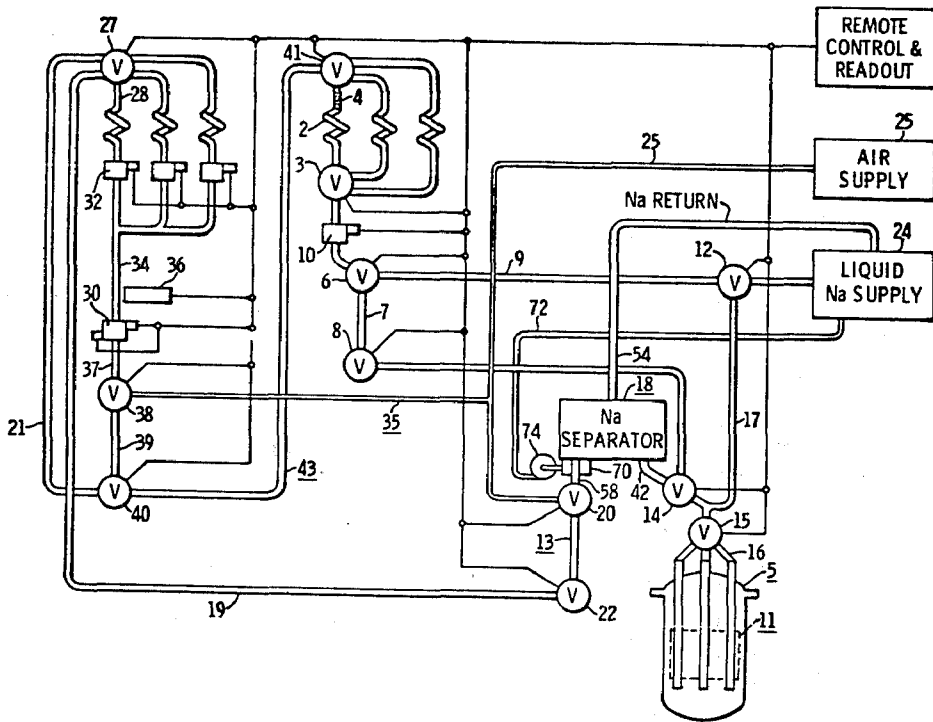 27
V
41
V
REMOTE
CONTROL &
READOUT
28
4
2
25
25
AIR
SUPPLY
3
V
32
Na RETURN
10
9
12
V
24
LIQUID
Na SUPPLY
34
36
6
V
30
7
72
8
V
54
37
18
V
38
Na
SEPARATOR
17
21
35
74
39
43
70
58
42
V
14
V
40
V
20
V
15
13
16
5
19
V
22
11